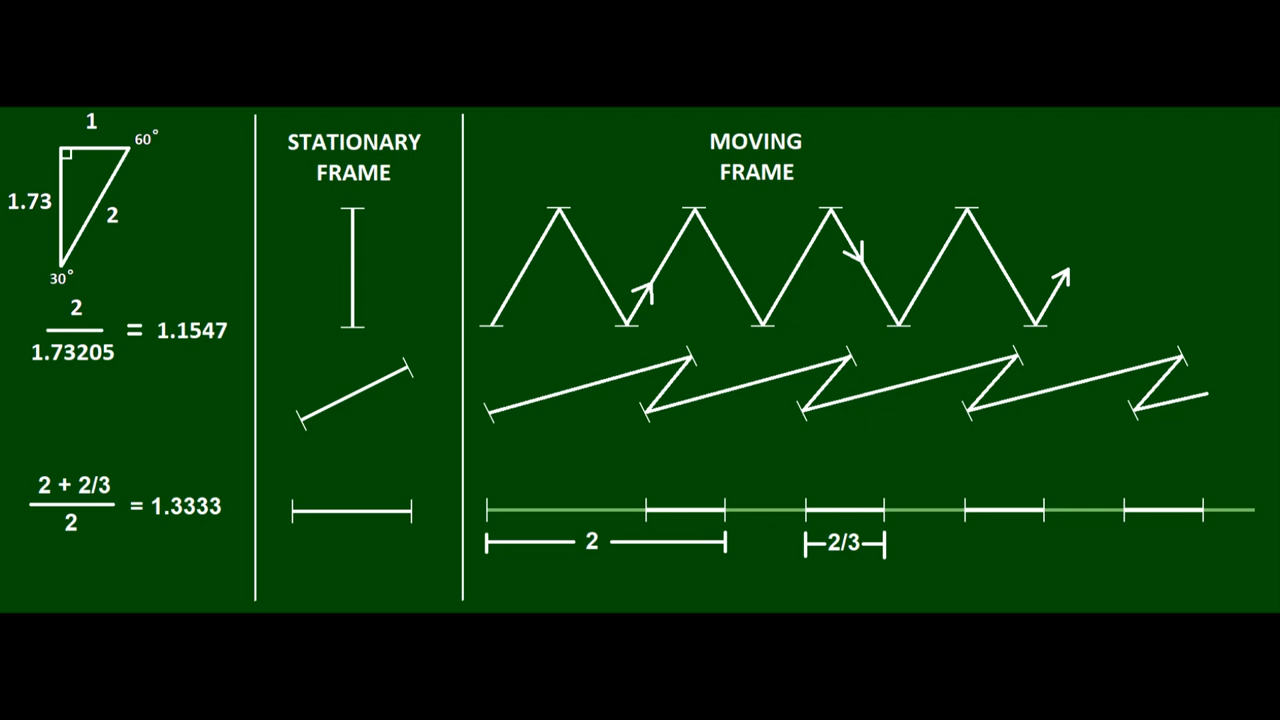 1
60°
1.73
2
30°
2
1.73205
= 1.1547
2 + 2/3
2
= 1.3333
STATIONARY
FRAME
MOVING
FRAME
2
2/3